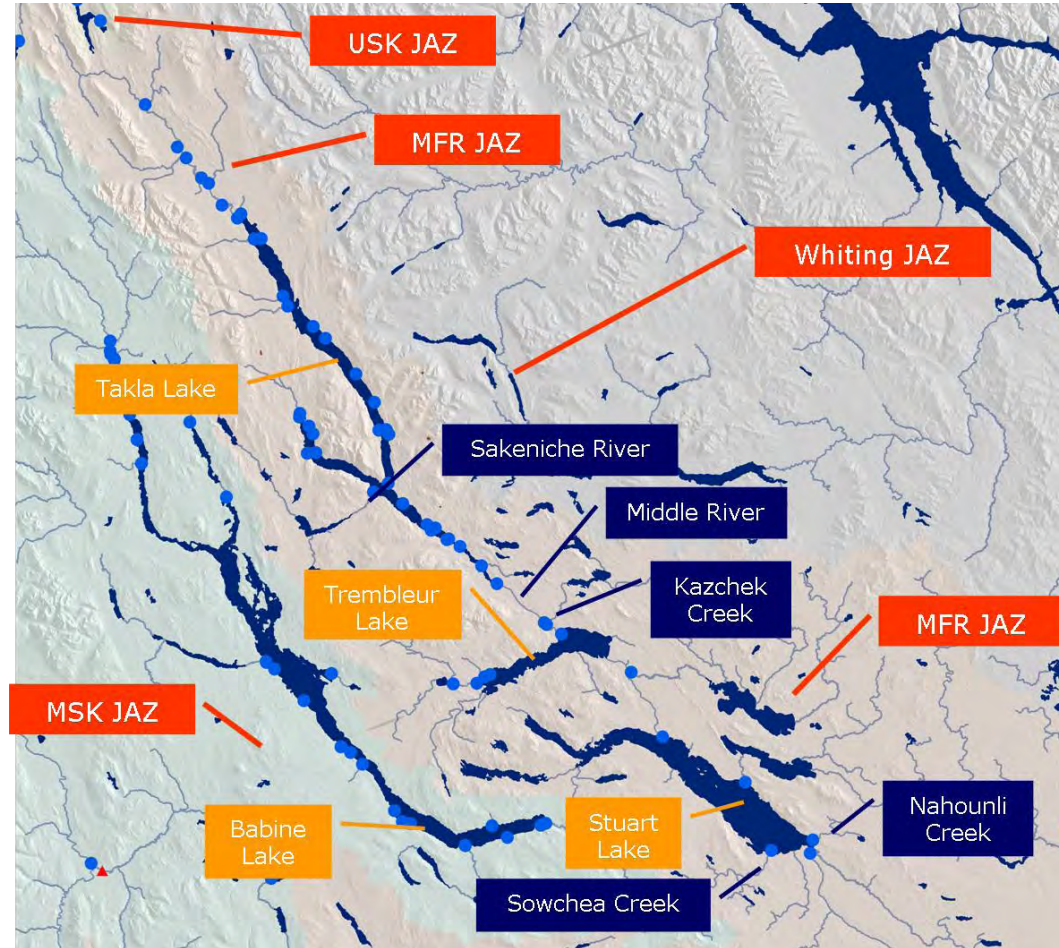 USK JAZ
MFR JAZ
Whiting JAZ
Takla Lake
Sakeniche River
Middle River
Trembleur
Lake
Kazchek
Creek
MFR JAZ
MSK JAZ
Babine
Lake
Stuart
Lake
Nahounli
Creek
Sowchea Creek